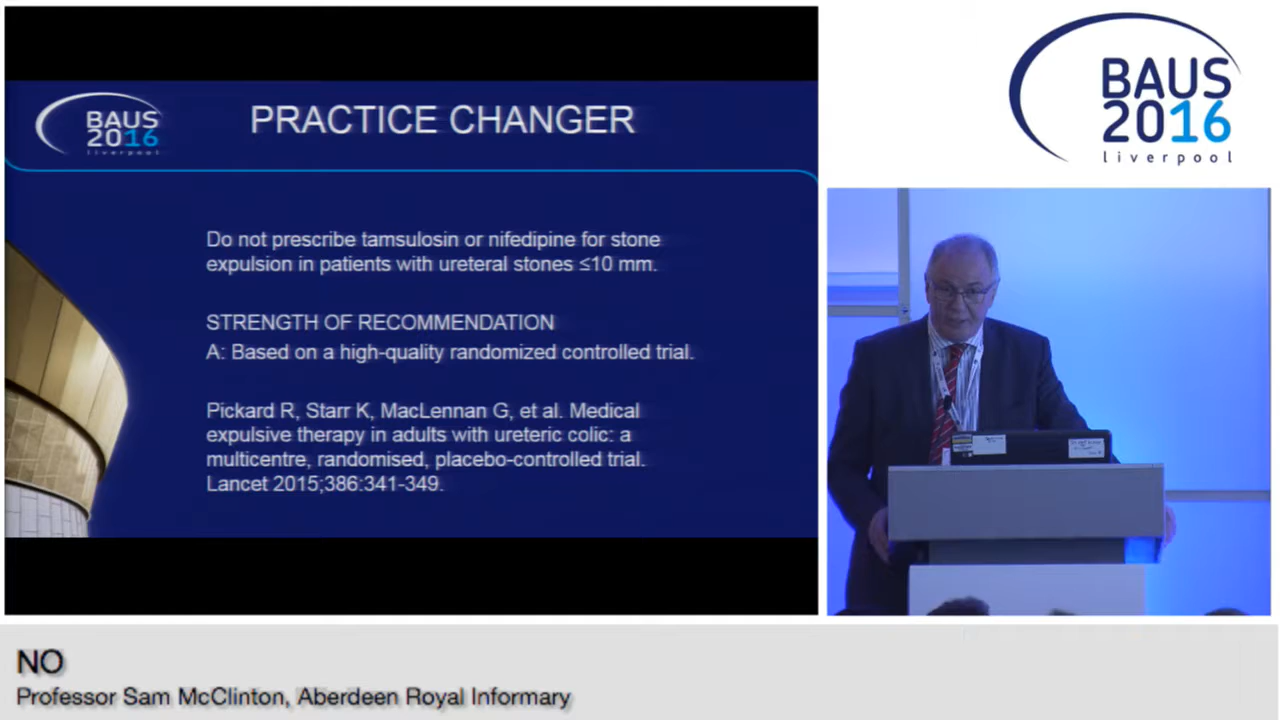 BAUS
2016
liverpool
PRACTICE CHANGER
Do not prescribe tamsulosin or nifedipine for stone
expulsion in patients with ureteral stones ≤10 mm.
STRENGTH OF RECOMMENDATION
A: Based on a high-quality randomized controlled trial.
Pickard R, Starr K, MacLennan G, et al. Medical
expulsive therapy in adults with ureteric colic: a
multicentre, randomised, placebo-controlled trial.
Lancet 2015;386:341-349.
BAUS
2016
liverpool
NO
Professor Sam McClinton, Aberdeen Royal Informary